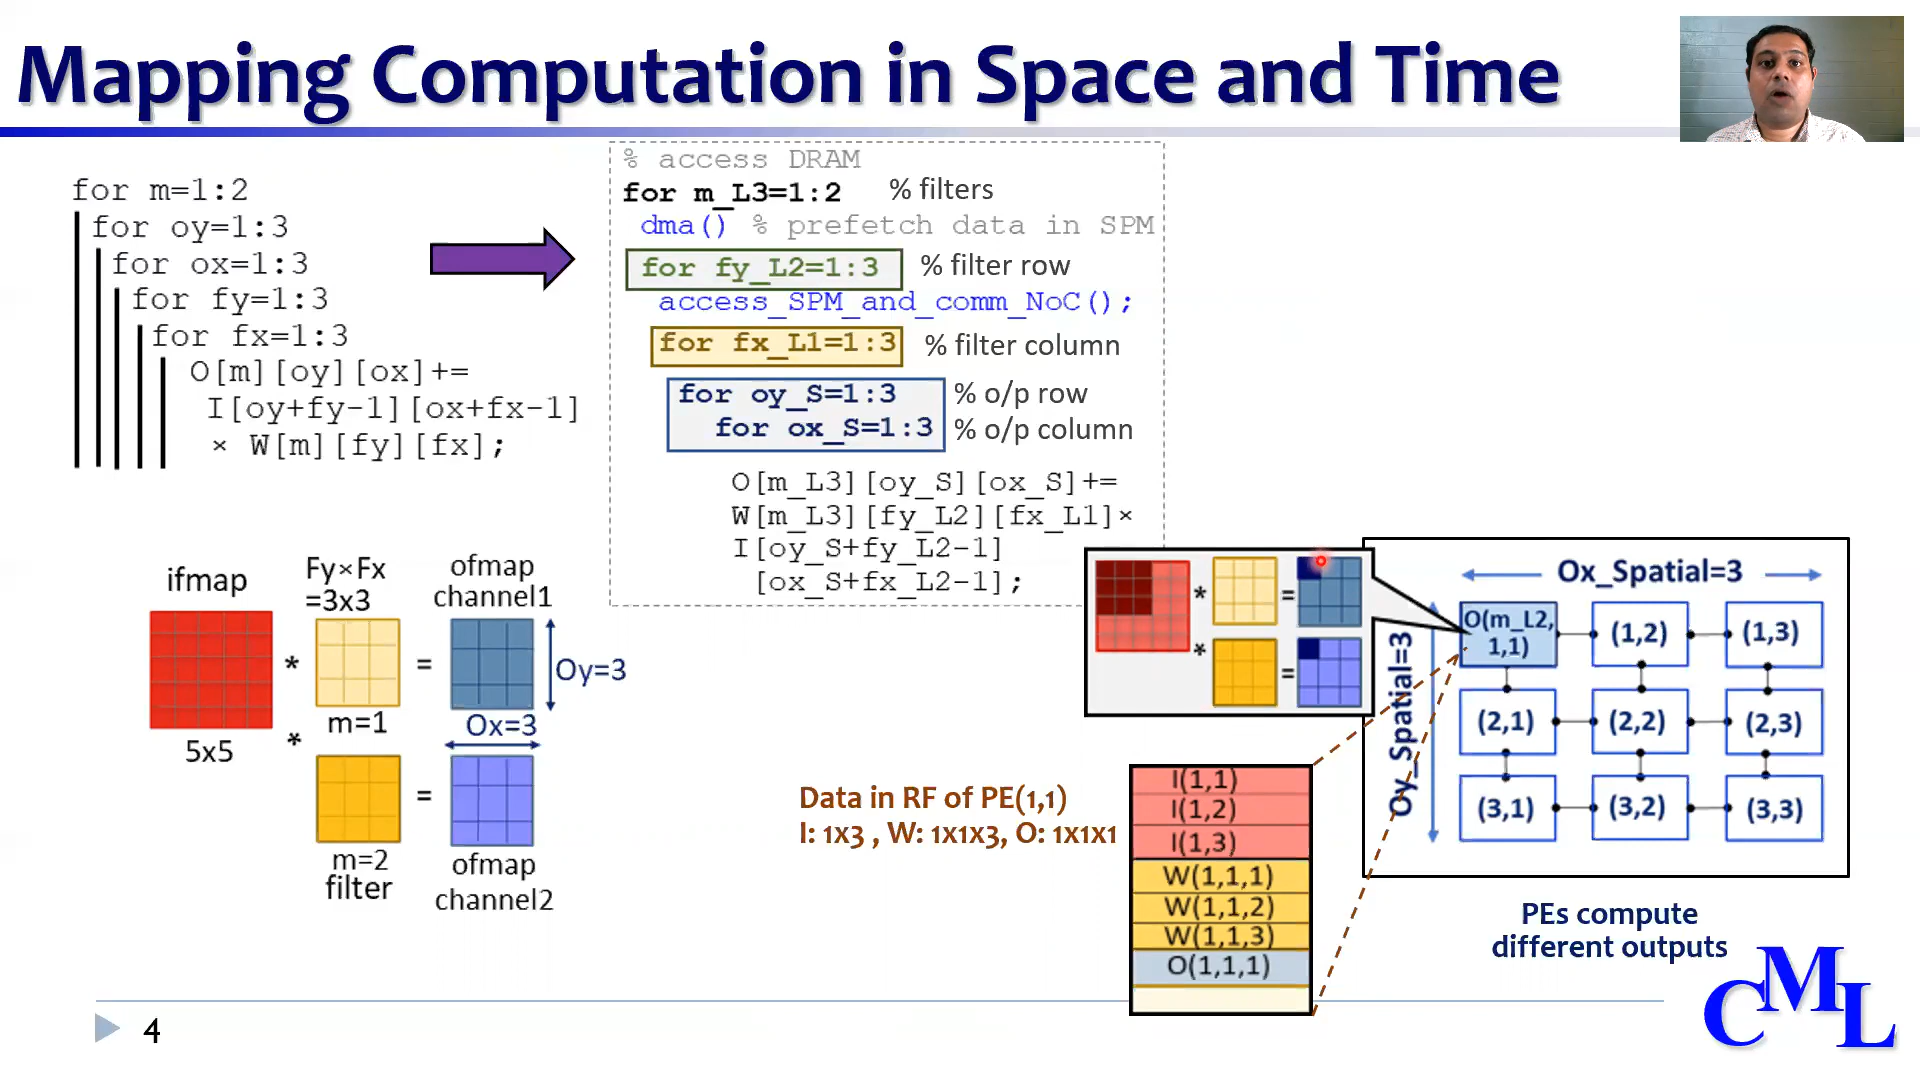 Mapping Computation in Space and Time
for m=1:2
for oy=1:3
for ox=1:3
for fy=1:3
for fx=1:3
O[m][oy][ox]+=
I[oy+fy-1][ox+fx-1]
× W[m][fy][fx];
% access DRAM
for m_L3=1:2 % filters
dma() % prefetch data in SPM
for fy_L2=1:3 % filter row
access_SPM_and_comm_NoC();
for fx_L1=1:3 % filter column
for oy_S=1:3 % o/p row
for ox_S=1:3 % o/p column
O[m_L3][oy_S][ox_S]+=
W[m_L3][fy_L2][fx_L1]×
I[oy_S+fy_L2-1]
[ox_S+fx_L2-1];
ifmap
5x5
Fy×Fx
=3x3
*
=
m=1
*
=
m=2
filter
ofmap
channel1
Oy=3
Ox=3
ofmap
channel2
*
=
*
=
Ox_Spatial=3
Oy_Spatial=3
O(m_L2,
1,1)
(1,2)
(1,3)
(2,1)
(2,2)
(2,3)
(3,1)
(3,2)
(3,3)
Data in RF of PE(1,1)
I: 1x3 , W: 1x1x3, O: 1x1x1
I(1,1)
I(1,2)
I(1,3)
W(1,1,1)
W(1,1,2)
W(1,1,3)
O(1,1,1)
PEs compute
different outputs
CML
4